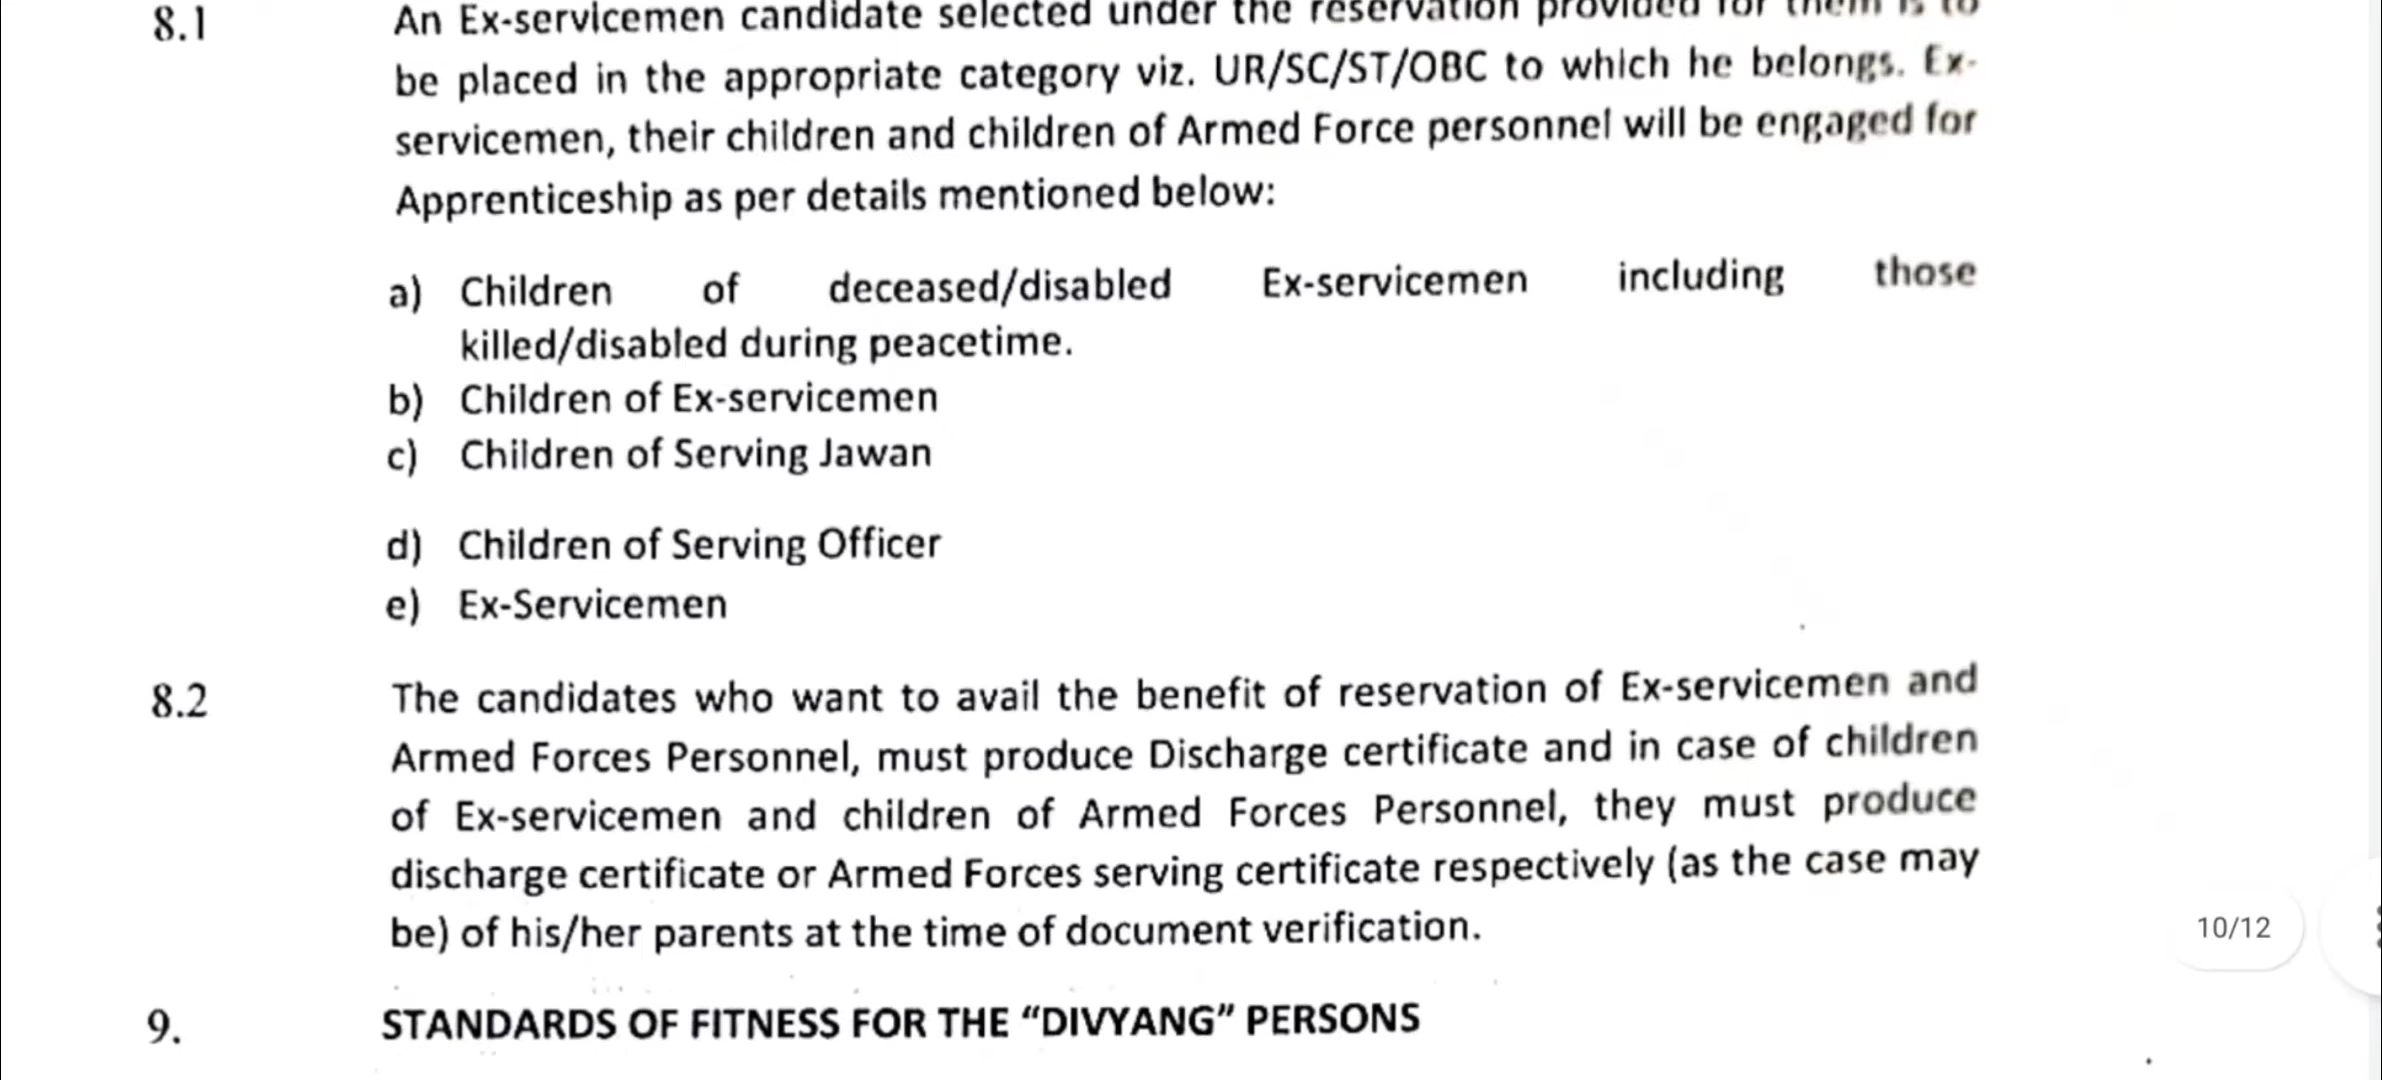 8.1 An Ex-servicemen candidate selected under the reservation provided for them is to
be placed in the appropriate category viz. UR/SC/ST/OBC to which he belongs. Ex-
servicemen, their children and children of Armed Force personnel will be engaged for
Apprenticeship as per details mentioned below:
a) Children of deceased/disabled Ex-servicemen including those
killed/disabled during peacetime.
b) Children of Ex-servicemen
c) Children of Serving Jawan
d) Children of Serving Officer
e) Ex-Servicemen
8.2 The candidates who want to avail the benefit of reservation of Ex-servicemen and
Armed Forces Personnel, must produce Discharge certificate and in case of children
of Ex-servicemen and children of Armed Forces Personnel, they must produce
discharge certificate or Armed Forces serving certificate respectively (as the case may
be) of his/her parents at the time of document verification.
10/12
9. STANDARDS OF FITNESS FOR THE “DIVYANG” PERSONS